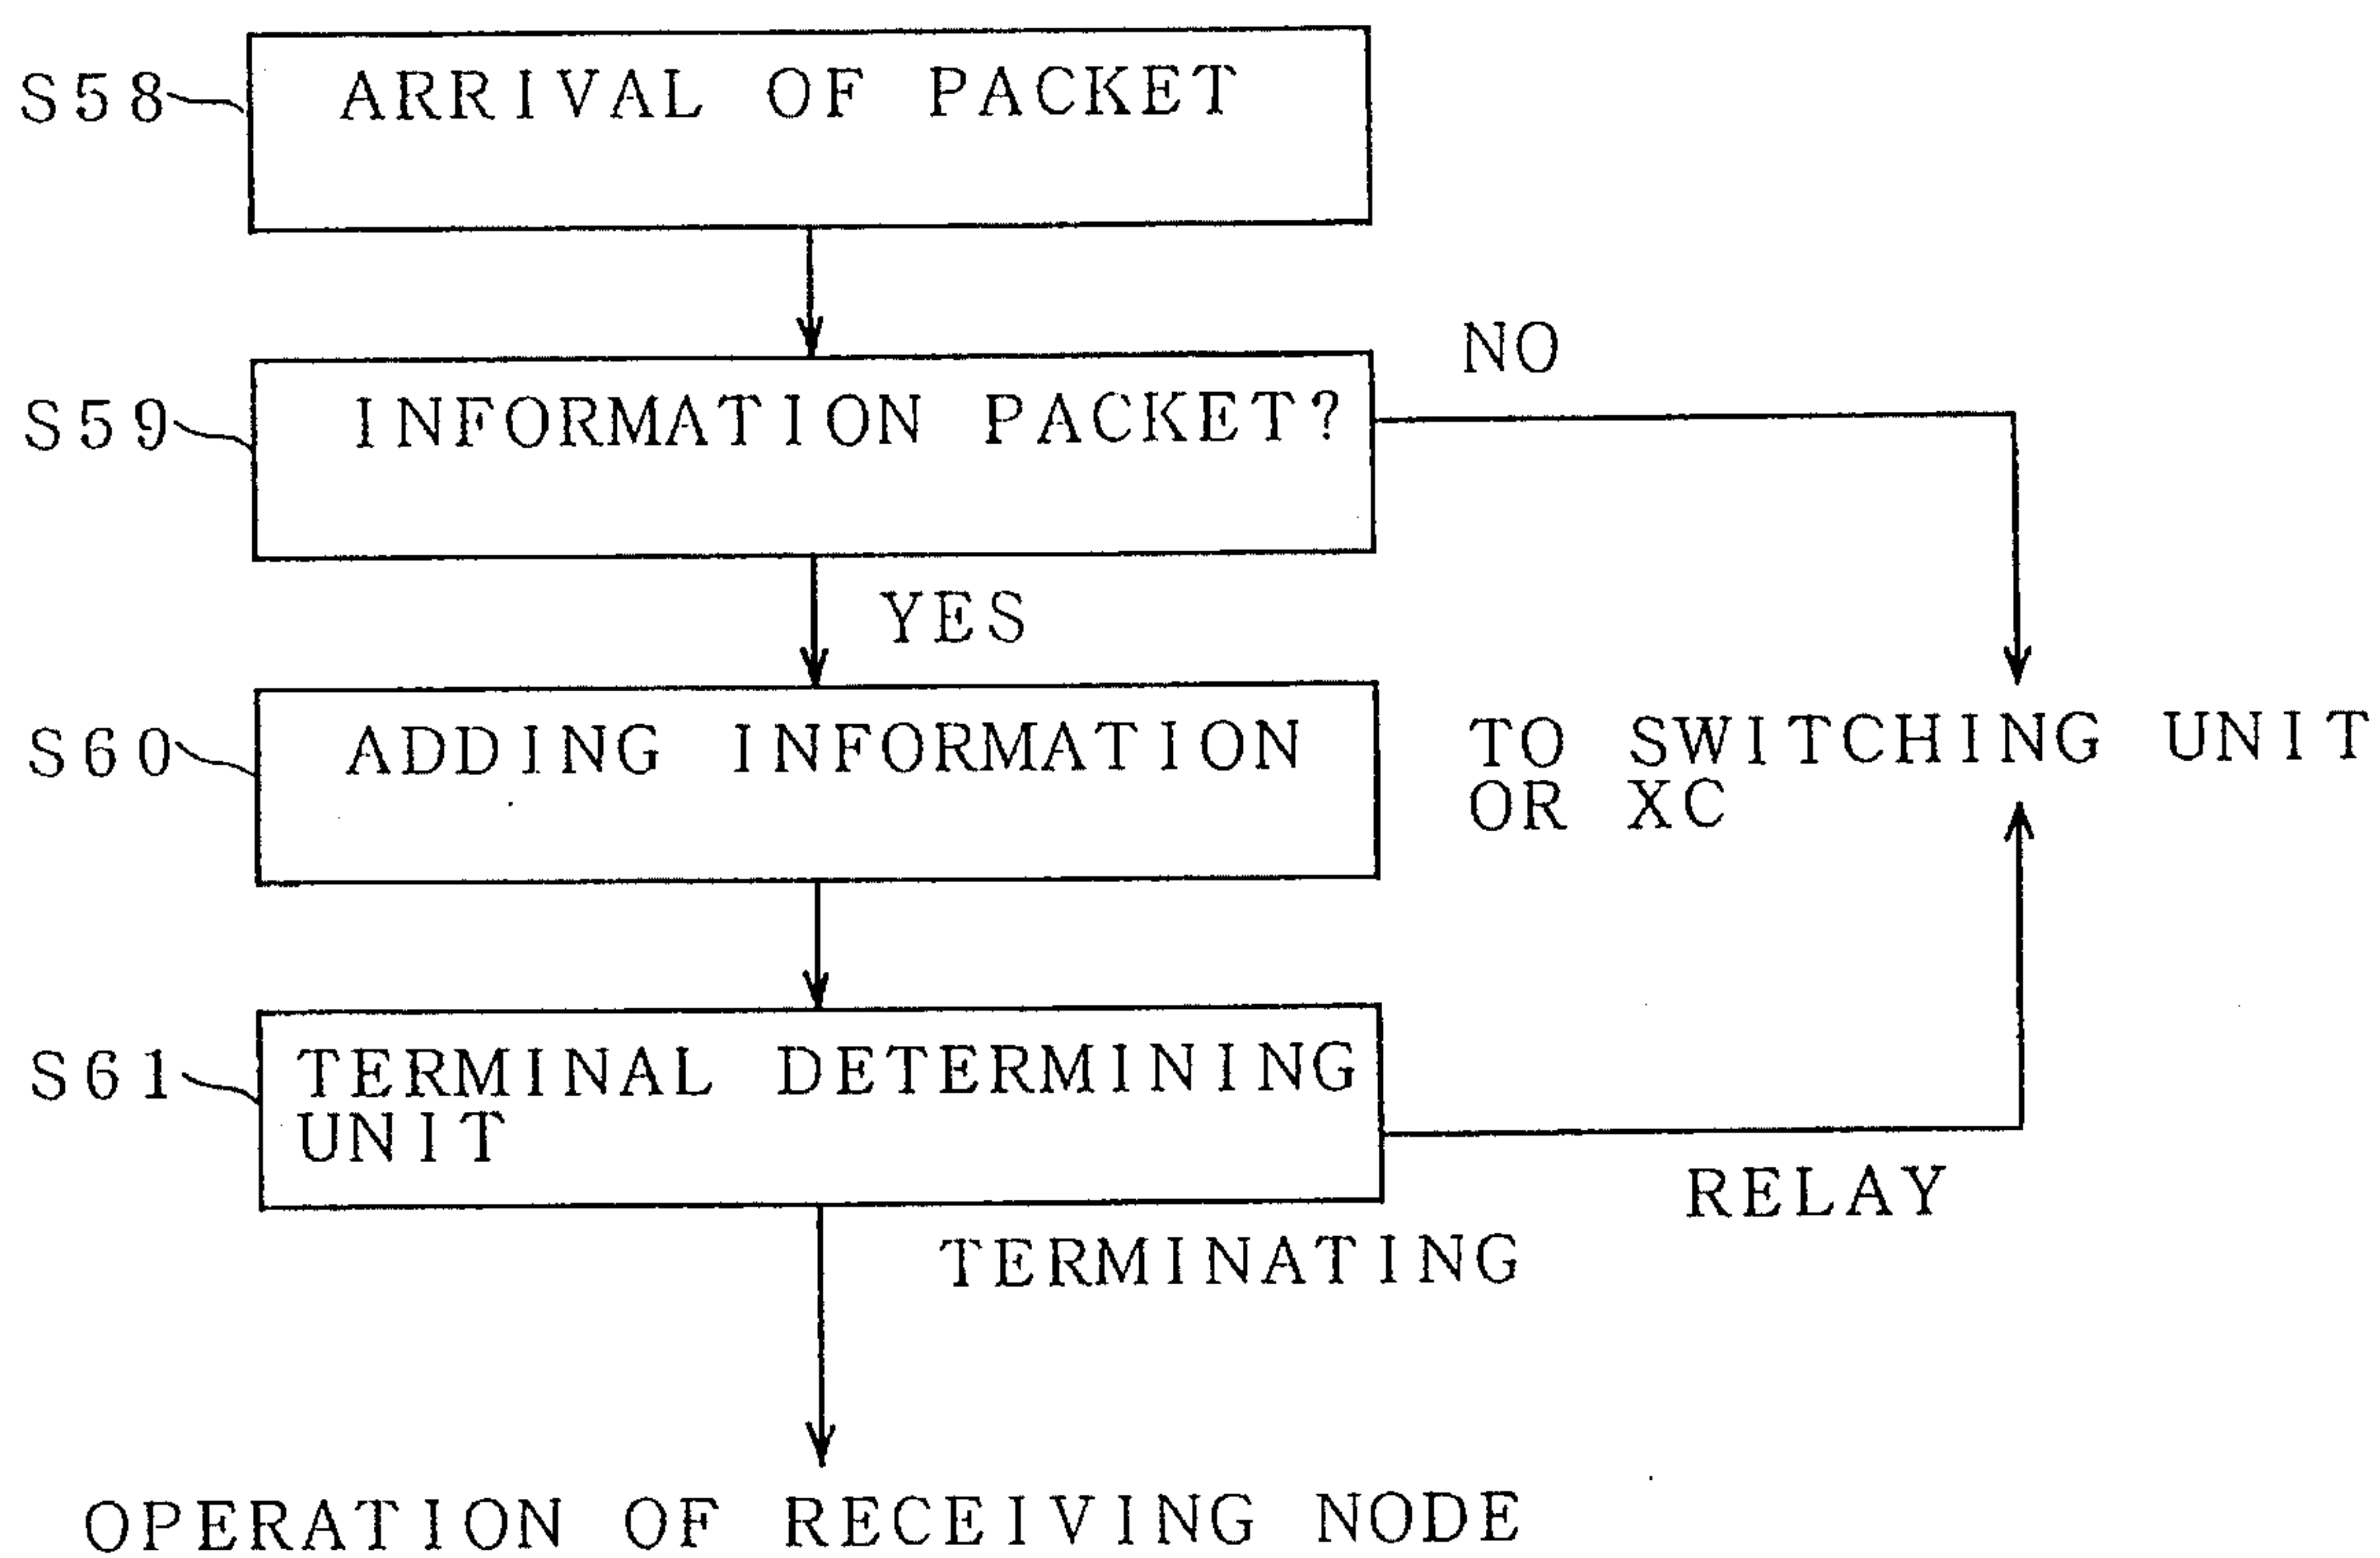 S58
ARRIVAL OF PACKET
S59
INFORMATION PACKET?
NO
YES
S60
ADDING INFORMATION
TO SWITCHING UNIT
OR XC
S61
TERMINAL DETERMINING
UNIT
RELAY
TERMINATING
OPERATION OF RECEIVING NODE